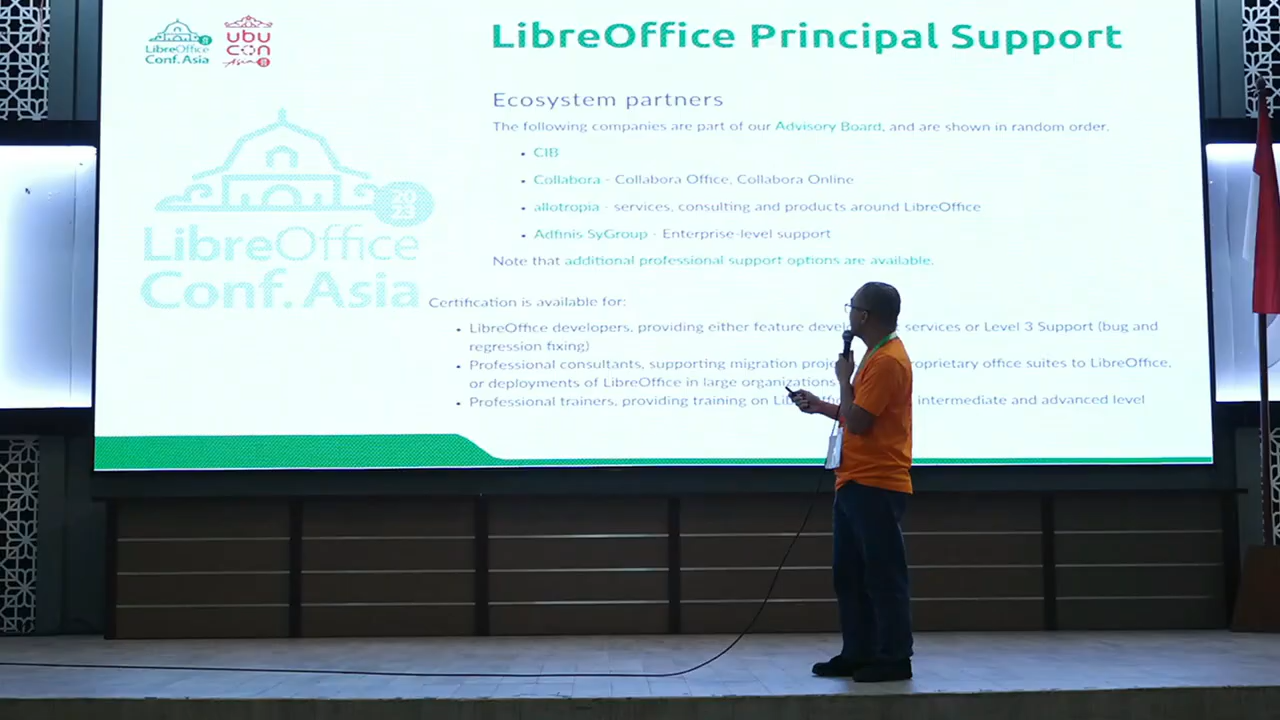 LibreOffice
Conf. Asia
ubu
con
Asia
LibreOffice Principal Support
Ecosystem partners
The following companies are part of our Advisory Board, and are shown in random order.
• CIB
• Collabora - Collabora Office, Collabora Online
• allotropia - services, consulting and products around LibreOffice
• Adfinis SyGroup - Enterprise-level support
Note that additional professional support options are available.
2023
LibreOffice
Conf. Asia
Certification is available for:
• LibreOffice developers, providing either feature services or Level 3 Support (bug and
regression fixing)
• Professional consultants, supporting migration office suites to LibreOffice,
or deployments of LibreOffice in large organizations
• Professional trainers, providing training on intermediate and advanced level